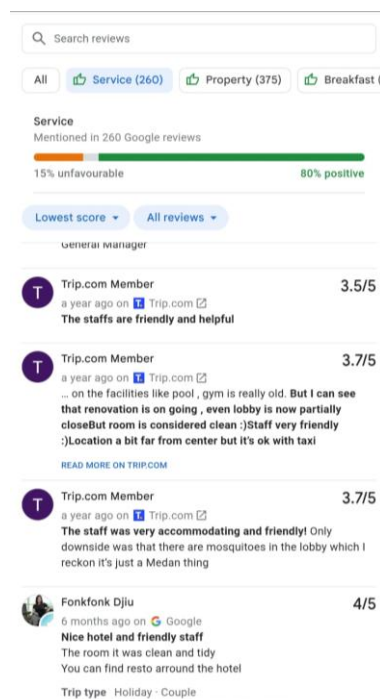 Search reviews
All
Service (260)
Property (375)
Breakfast (
Service
Mentioned in 260 Google reviews
15% unfavourable
80% positive
Lowest score
All reviews
General Manager
T
Trip.com Member
3.5/5
a year ago on T. Trip.com
The staffs are friendly and helpful
T
Trip.com Member
3.7/5
a year ago on T. Trip.com
... on the facilities like pool , gym is really old. But I can see
that renovation is on going , even lobby is now partially
closeBut room is considered clean :)Staff very friendly
:)Location a bit far from center but it's ok with taxi
READ MORE ON TRIP.COM
T
Trip.com Member
3.7/5
a year ago on T. Trip.com
The staff was very accommodating and friendly! Only
downside was that there are mosquitoes in the lobby which I
reckon it's just a Medan thing
Fonkfonk Djiu
4/5
6 months ago on G Google
Nice hotel and friendly staff
The room it was clean and tidy
You can find resto arround the hotel
Trip type Holiday · Couple